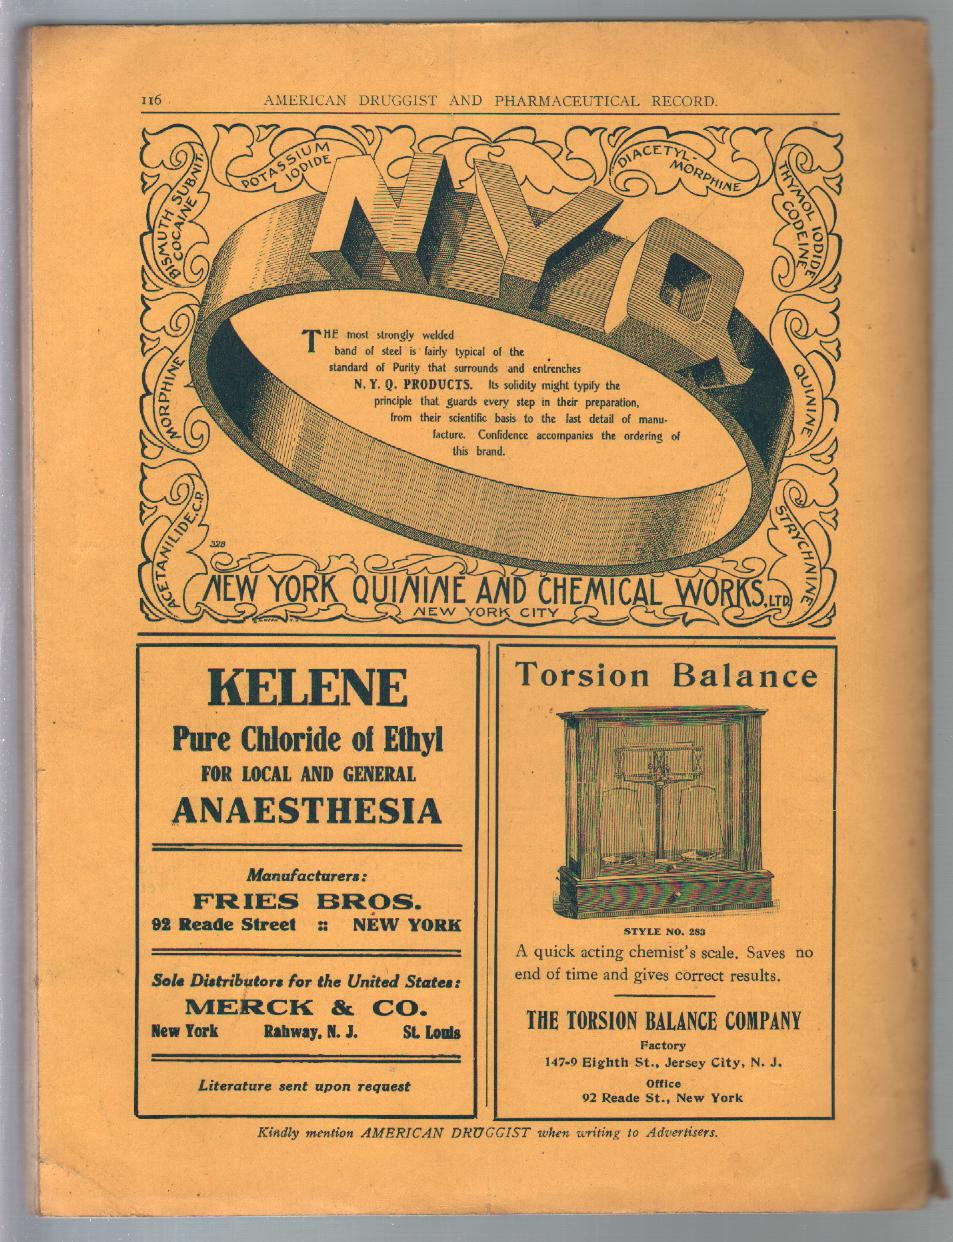 116
AMERICAN DRUGGIST AND PHARMACEUTICAL RECORD.
POTASSIUM
IODIDE
DIACETYL-
MORPHINE
BISMUTH SUBNIT.
COCAINE
THYMOL IODIDE
CODEINE
NYQ
THE most strongly welded
band of steel is fairly typical of the
standard of Purity that surrounds and entrenches
N. Y. Q. PRODUCTS. Its solidity might typify the
principle that guards every step in their preparation,
from their scientific basis to the last detail of manu-
facture. Confidence accompanies the ordering of
this brand.
MORPHINE
QUININE
ACETANILIDE.C.P.
STRYCHNINE
328
NEW YORK QUININE AND CHEMICAL WORKS, LTD.
NEW YORK CITY
KELENE
Pure Chloride of Ethyl
FOR LOCAL AND GENERAL
ANAESTHESIA
Manufacturers:
FRIES BROS.
92 Reade Street :: NEW YORK
Sole Distributors for the United States:
MERCK & CO.
New York Rahway, N. J. St. Louis
Literature sent upon request
Torsion Balance
STYLE NO. 283
A quick acting chemist's scale. Saves no
end of time and gives correct results.
THE TORSION BALANCE COMPANY
Factory
147-9 Eighth St., Jersey City, N. J.
Office
92 Reade St., New York
Kindly mention AMERICAN DRUGGIST when writing to Advertisers.